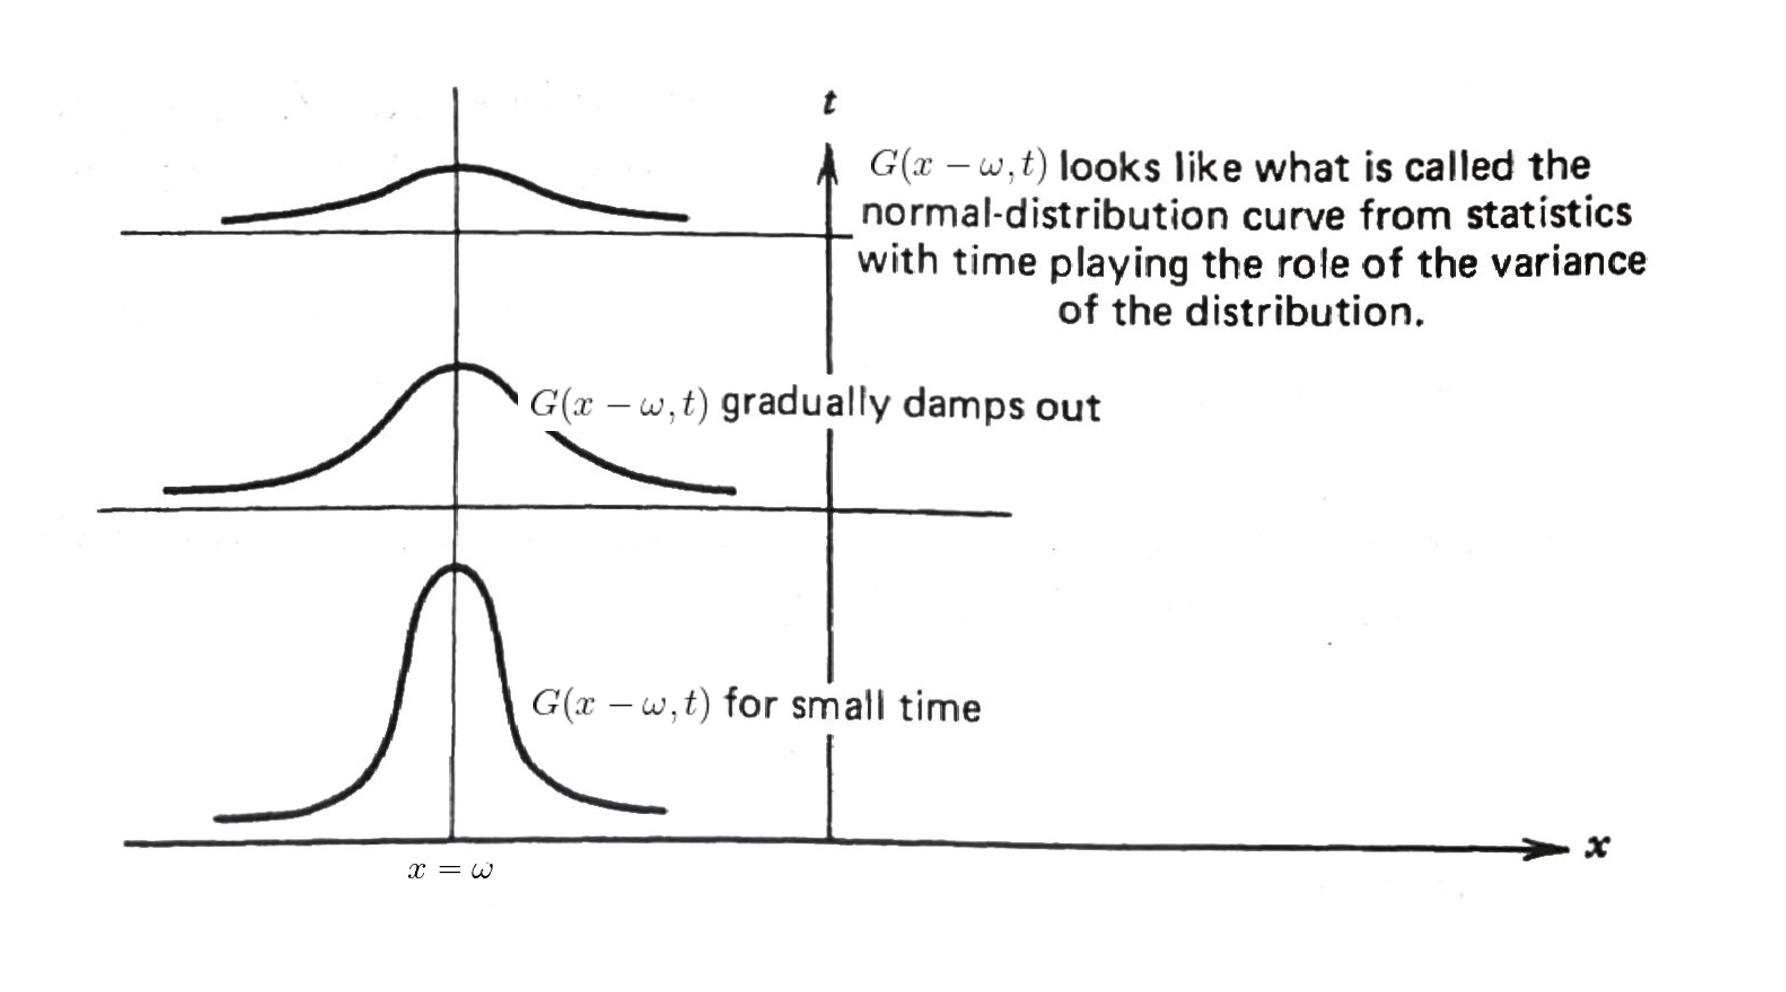 t
G(x − ω, t) looks like what is called the
normal-distribution curve from statistics
with time playing the role of the variance
of the distribution.
G(x − ω, t) gradually damps out
G(x − ω, t) for small time
x
x = ω